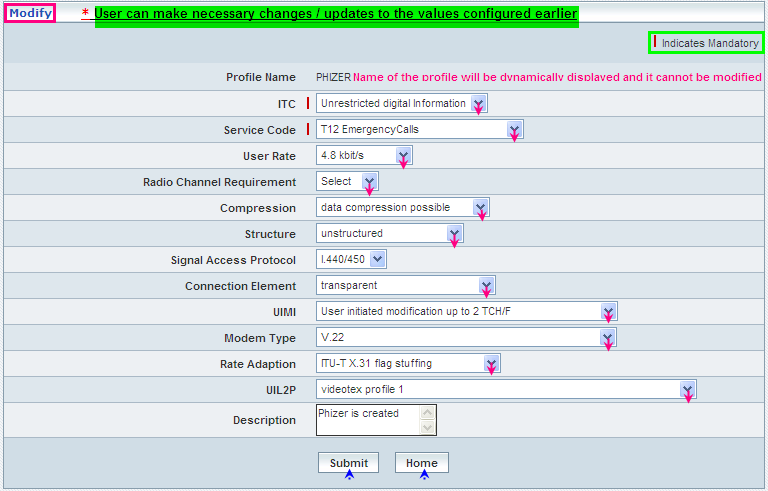 Modify * User can make necessary changes / updates to the values configured earlier
Indicates Mandatory
Profile Name PHIZER Name of the profile will be dynamically displayed and it cannot be modified
ITC Unrestricted digital Information
Service Code T12 EmergencyCalls
User Rate 4.8 kbit/s
Radio Channel Requirement Select
Compression data compression possible
Structure unstructured
Signal Access Protocol I.440/450
Connection Element transparent
UIMI User initiated modification up to 2 TCH/F
Modem Type V.22
Rate Adaption ITU-T X.31 flag stuffing
UIL2P videotex profile 1
Description Phizer is created
Submit Home